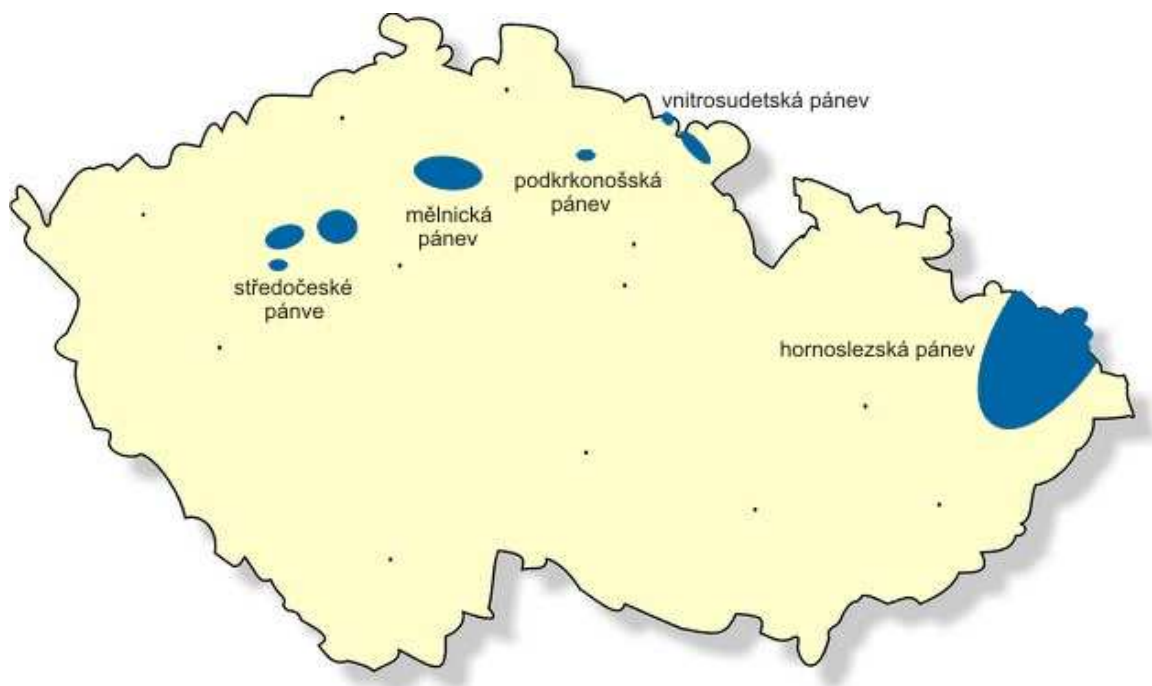 vnitrosudetská pánev
podkrkonošská
pánev
mělnická
pánev
středočeské
pánve
hornoslezská pánev